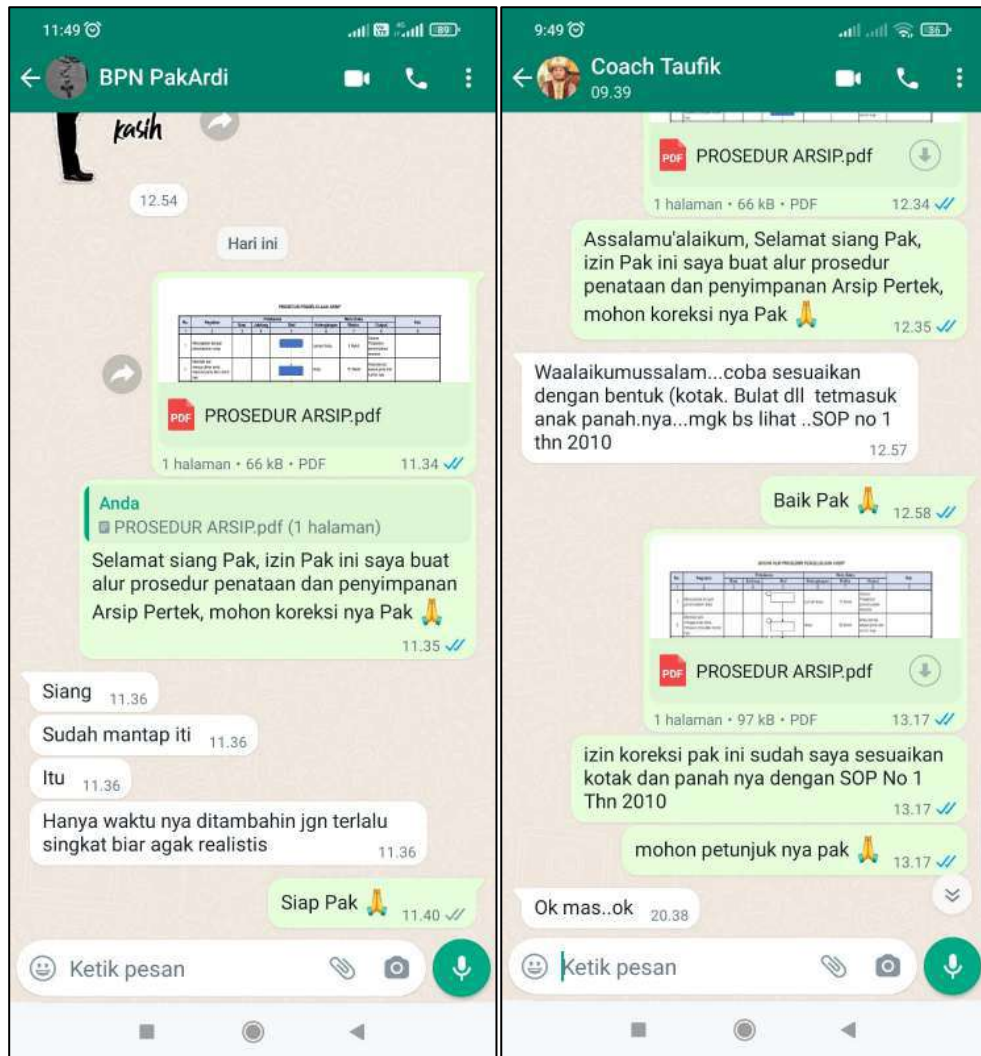 11:49
89
BPN PakArdi
kasih
12.54
Hari ini
PROSEDUR ARSIP.pdf
PDF
1 halaman • 66 kB • PDF
11.34
Anda
PROSEDUR ARSIP.pdf (1 halaman)
Selamat siang Pak, izin Pak ini saya buat
alur prosedur penataan dan penyimpanan
Arsip Pertek, mohon koreksi nya Pak 🙏
11.35
Siang 11.36
Sudah mantap iti 11.36
Itu 11.36
Hanya waktu nya ditambahin jgn terlalu
singkat biar agak realistis 11.36
Siap Pak 🙏 11.40
Ketik pesan
9:49
86
Coach Taufik
09.39
PDF PROSEDUR ARSIP.pdf
1 halaman • 66 kB • PDF 12.34
Assalamu'alaikum, Selamat siang Pak,
izin Pak ini saya buat alur prosedur
penataan dan penyimpanan Arsip Pertek,
mohon koreksi nya Pak 🙏 12.35
Waalaikumussalam...coba sesuaikan
dengan bentuk (kotak. Bulat dll tetmasuk
anak panah.nya...mgk bs lihat ..SOP no 1
thn 2010 12.57
Baik Pak 🙏 12.58
PDF PROSEDUR ARSIP.pdf
1 halaman • 97 kB • PDF 13.17
izin koreksi pak ini sudah saya sesuaikan
kotak dan panah nya dengan SOP No 1
Thn 2010 13.17
mohon petunjuk nya pak 🙏 13.17
Ok mas..ok 20.38
Ketik pesan